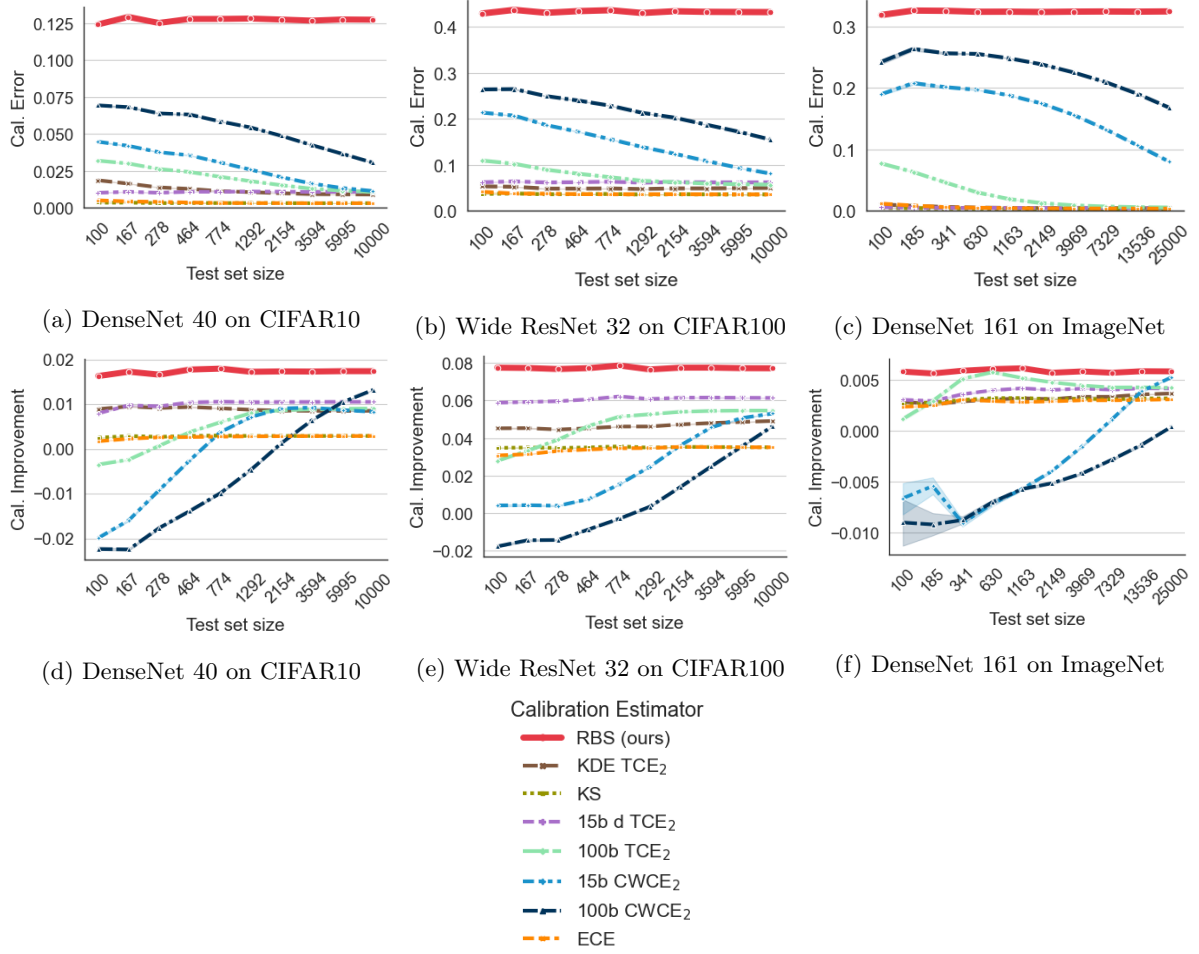 Cal. Error
0.125
0.100
0.075
0.050
0.025
0.000
100 167 278 464 774 1292 2154 3594 5995 10000
Test set size
(a) DenseNet 40 on CIFAR10
Cal. Error
0.4
0.3
0.2
0.1
0.0
100 167 278 464 774 1292 2154 3594 5995 10000
Test set size
(b) Wide ResNet 32 on CIFAR100
Cal. Error
0.3
0.2
0.1
0.0
100 185 341 630 1163 2149 3969 7329 13536 25000
Test set size
(c) DenseNet 161 on ImageNet
Cal. Improvement
0.02
0.01
0.00
−0.01
−0.02
100 167 278 464 774 1292 2154 3594 5995 10000
Test set size
(d) DenseNet 40 on CIFAR10
Cal. Improvement
0.08
0.06
0.04
0.02
0.00
−0.02
100 167 278 464 774 1292 2154 3594 5995 10000
Test set size
(e) Wide ResNet 32 on CIFAR100
Cal. Improvement
0.005
0.000
−0.005
−0.010
100 185 341 630 1163 2149 3969 7329 13536 25000
Test set size
(f) DenseNet 161 on ImageNet
Calibration Estimator
RBS (ours)
KDE TCE₂
KS
15b d TCE₂
100b TCE₂
15b CWCE₂
100b CWCE₂
ECE